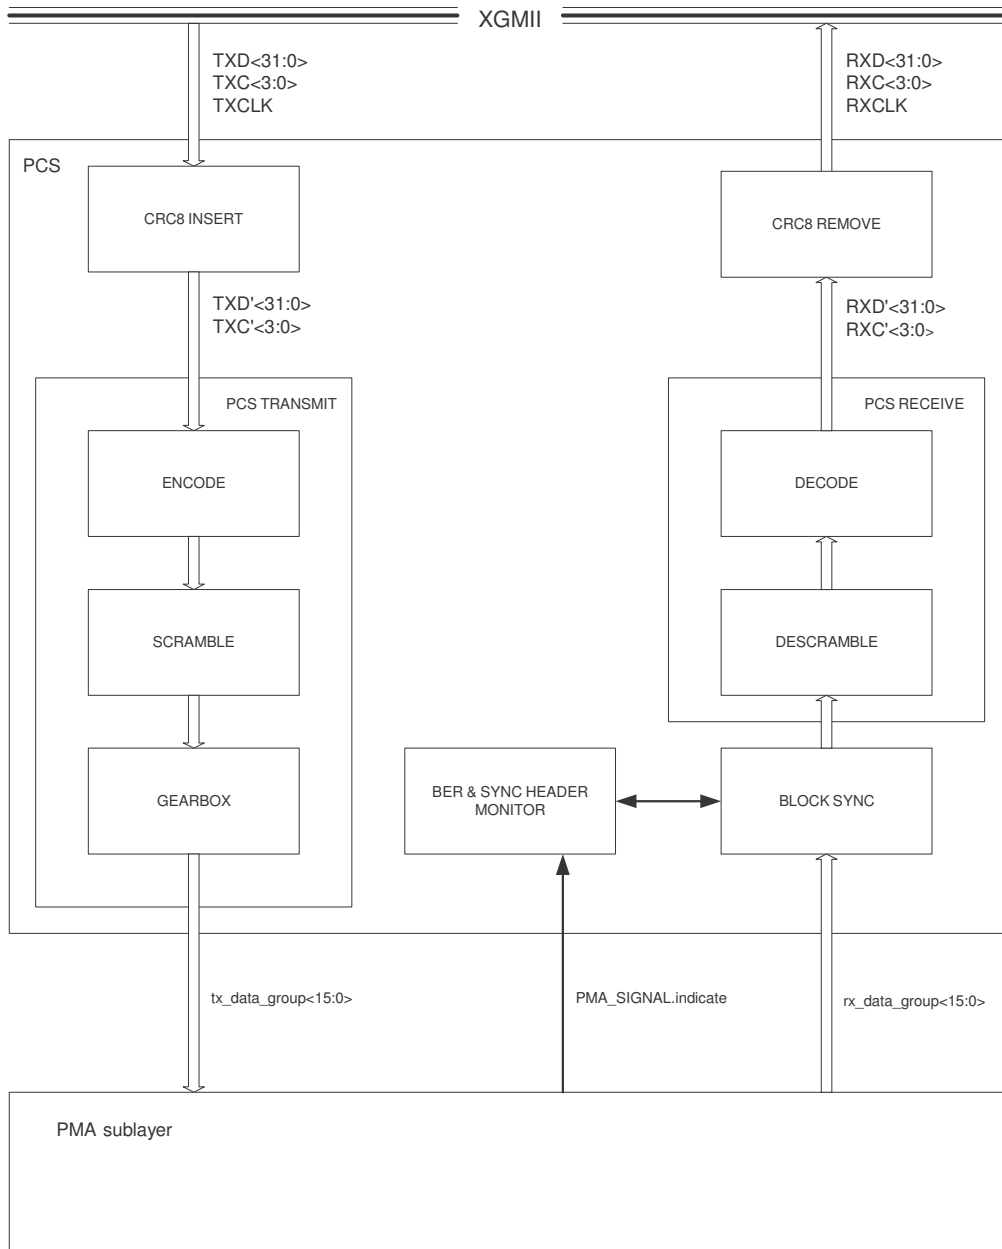 XGMII
TXD<31:0>
TXC<3:0>
TXCLK
RXD<31:0>
RXC<3:0>
RXCLK
PCS
CRC8 INSERT
CRC8 REMOVE
TXD'<31:0>
TXC'<3:0>
RXD'<31:0>
RXC'<3:0>
PCS TRANSMIT
PCS RECEIVE
ENCODE
DECODE
SCRAMBLE
DESCRAMBLE
GEARBOX
BER & SYNC HEADER
MONITOR
BLOCK SYNC
tx_data_group<15:0>
PMA_SIGNAL.indicate
rx_data_group<15:0>
PMA sublayer